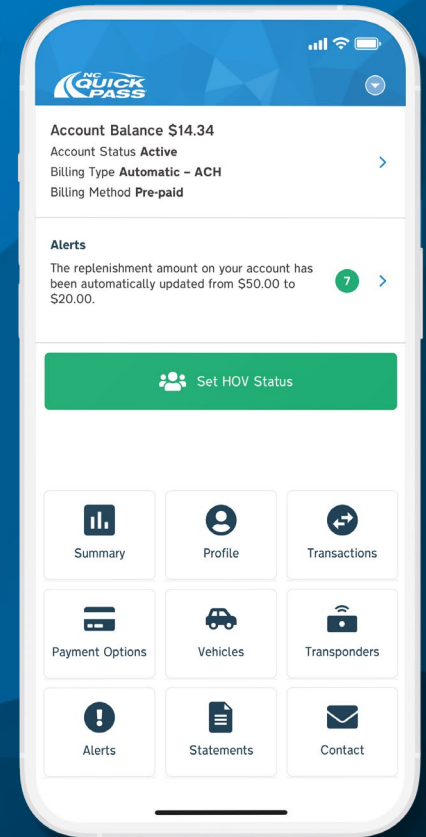 NC
QUICK
PASS
Account Balance $14.34
Account Status Active
Billing Type Automatic – ACH
Billing Method Pre-paid
Alerts
The replenishment amount on your account has
been automatically updated from $50.00 to
$20.00.
7
Set HOV Status
Summary
Profile
Transactions
Payment Options
Vehicles
Transponders
Alerts
Statements
Contact